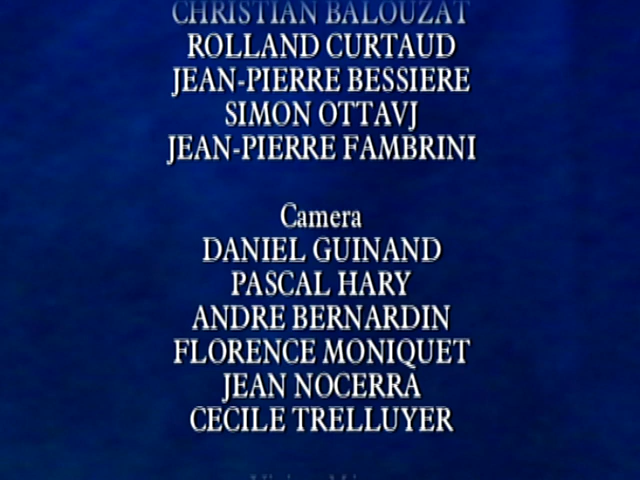 CHRISTIAN BALOUZAT
ROLLAND CURTAUD
JEAN-PIERRE BESSIERE
SIMON OTTAVJ
JEAN-PIERRE FAMBRINI
Camera
DANIEL GUINAND
PASCAL HARY
ANDRE BERNARDIN
FLORENCE MONIQUET
JEAN NOCERRA
CECILE TRELLUYER